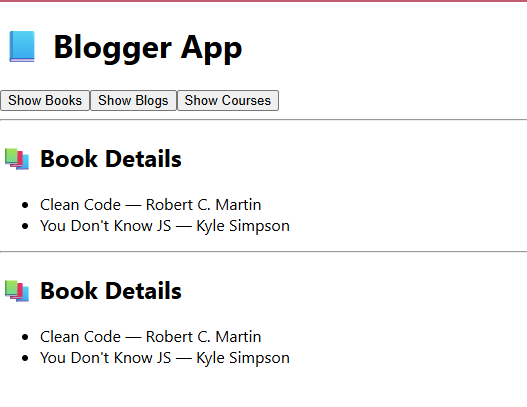 Blogger App
Show Books Show Blogs Show Courses
Book Details
Clean Code — Robert C. Martin
You Don't Know JS — Kyle Simpson
Book Details
Clean Code — Robert C. Martin
You Don't Know JS — Kyle Simpson